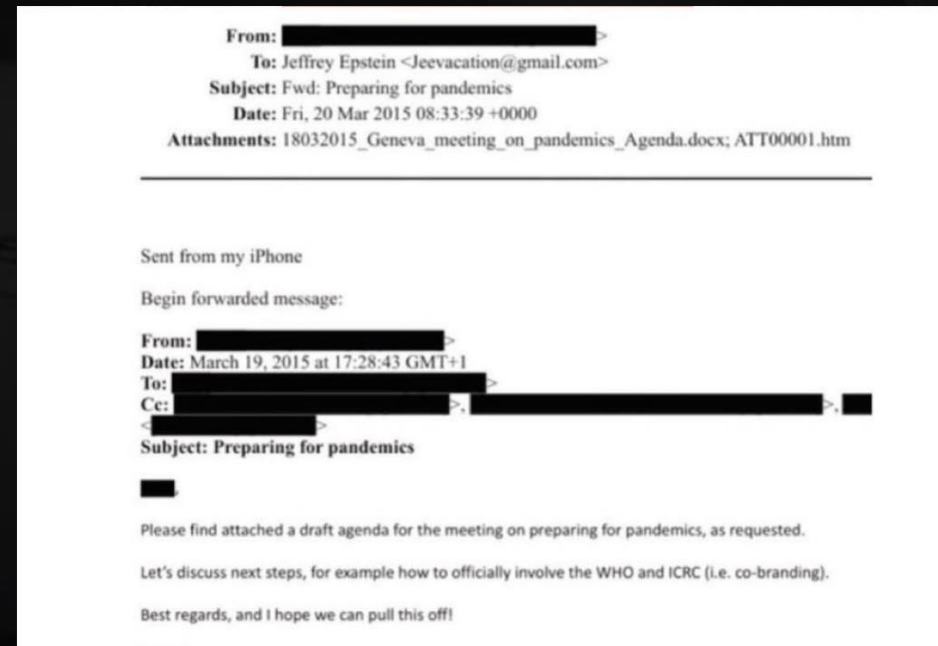 From: >
To: Jeffrey Epstein <Jeevacation@gmail.com>
Subject: Fwd: Preparing for pandemics
Date: Fri, 20 Mar 2015 08:33:39 +0000
Attachments: 18032015_Geneva_meeting_on_pandemics_Agenda.docx; ATT00001.htm
Sent from my iPhone
Begin forwarded message:
From: >
Date: March 19, 2015 at 17:28:43 GMT+1
To: >
Cc: >, >,
< >
Subject: Preparing for pandemics
,
Please find attached a draft agenda for the meeting on preparing for pandemics, as requested.
Let's discuss next steps, for example how to officially involve the WHO and ICRC (i.e. co-branding).
Best regards, and I hope we can pull this off!